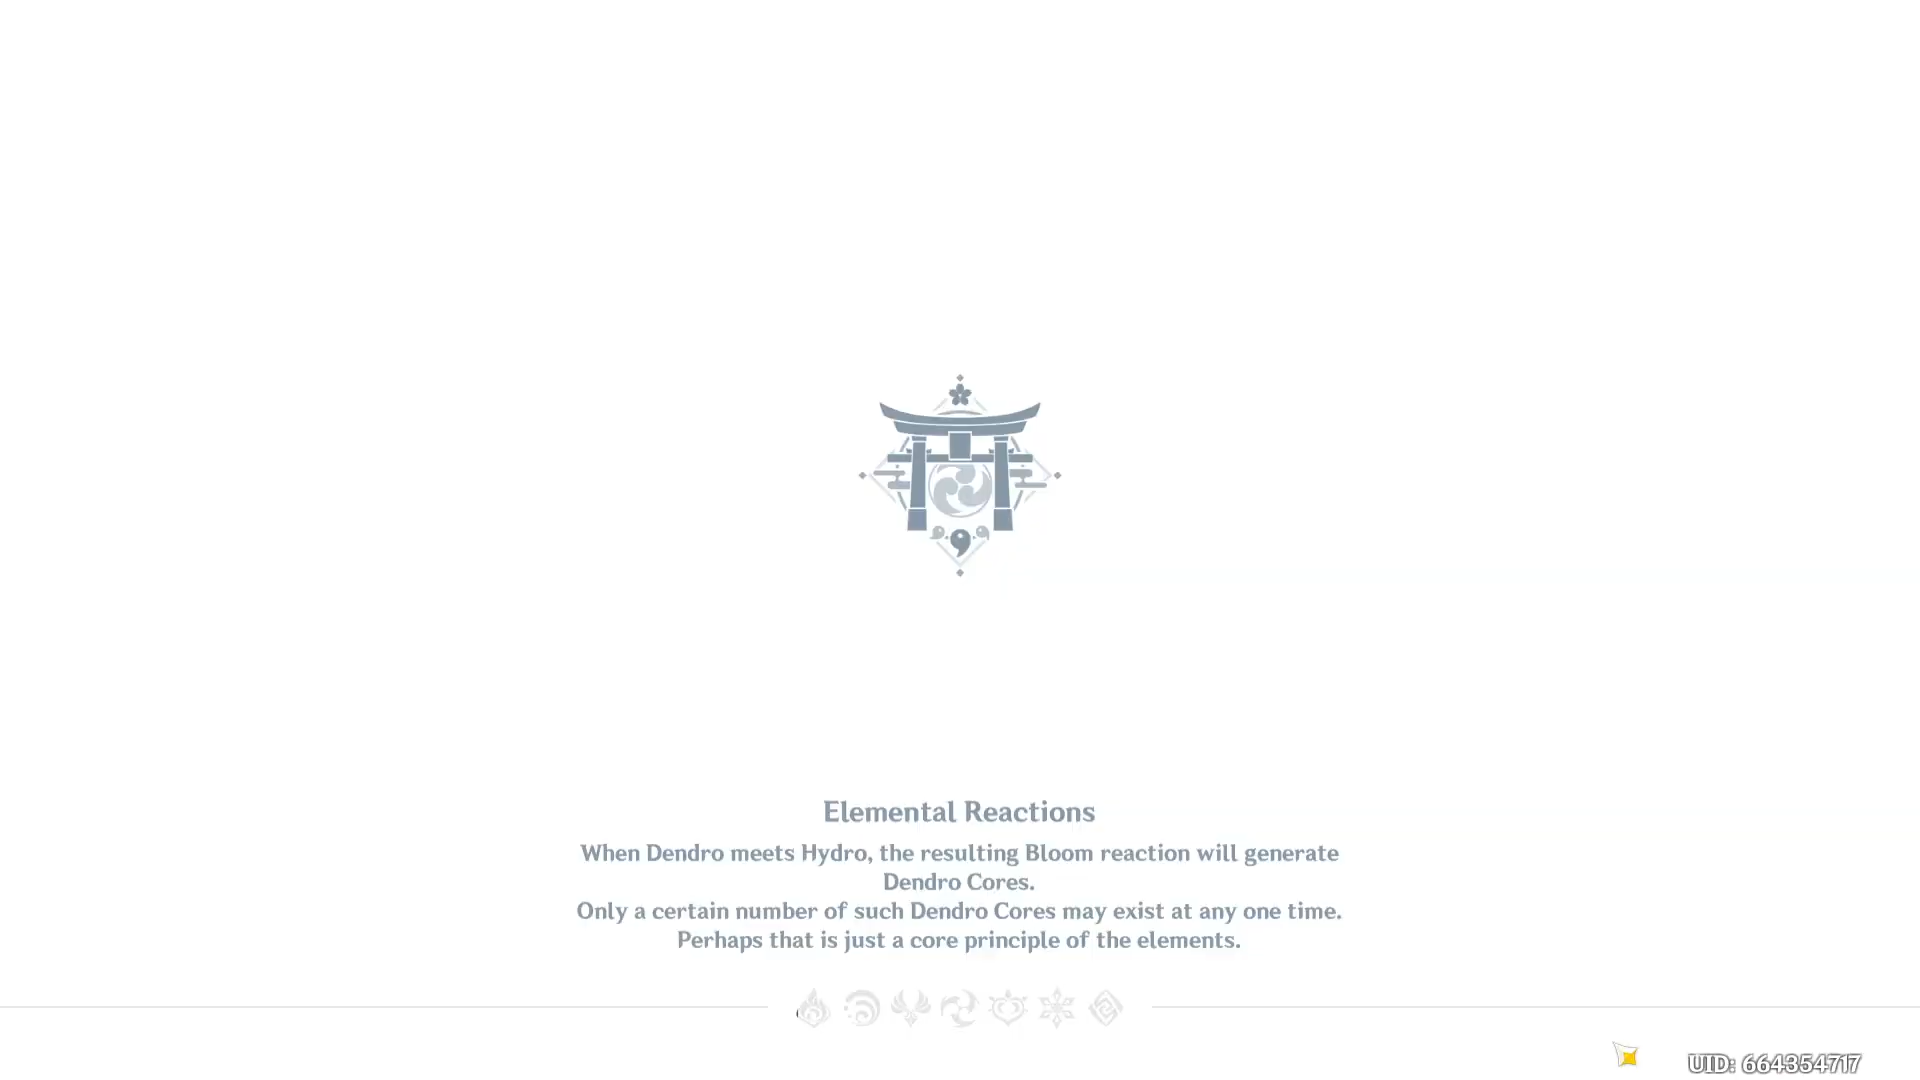 Elemental Reactions
When Dendro meets Hydro, the resulting Bloom reaction will generate
Dendro Cores.
Only a certain number of such Dendro Cores may exist at any one time.
Perhaps that is just a core principle of the elements.
UID: 664354717